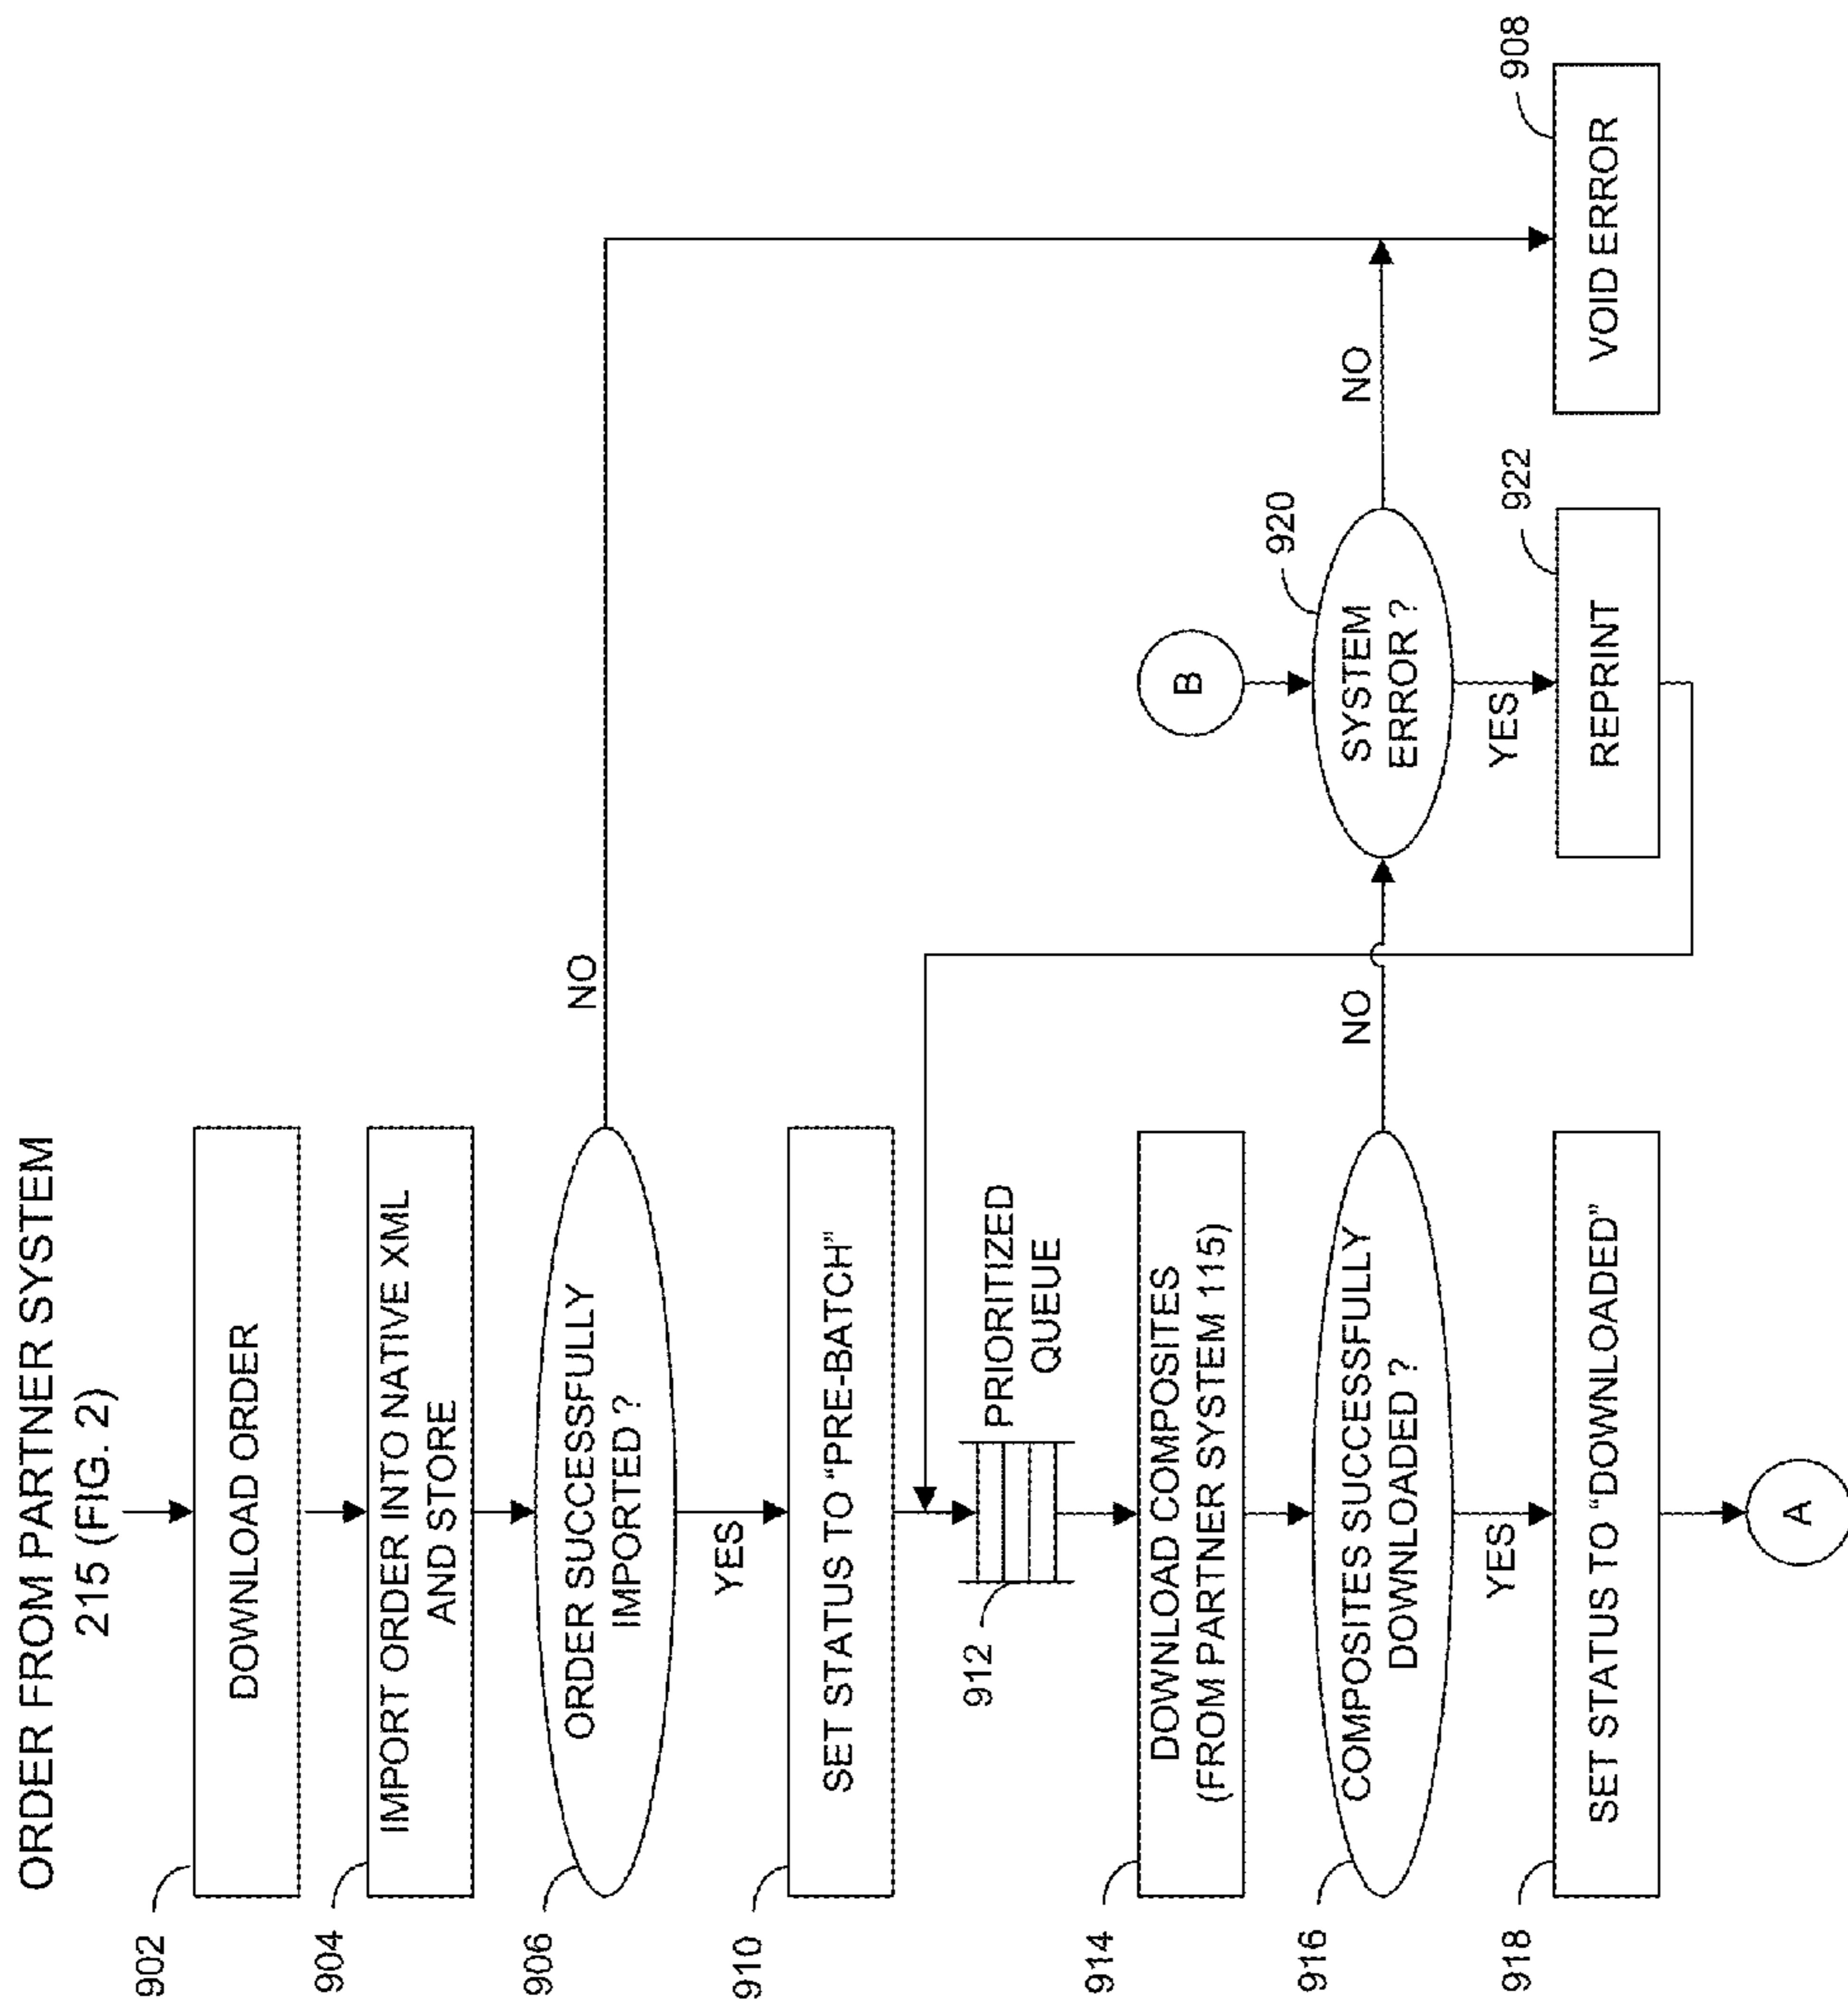 ORDER FROM PARTNER SYSTEM
215 (FIG. 2)
902
DOWNLOAD ORDER
904
IMPORT ORDER INTO NATIVE XML
AND STORE
906
ORDER SUCCESSFULLY
IMPORTED ?
NO
YES
910
SET STATUS TO "PRE-BATCH"
912
PRIORITIZED
QUEUE
914
DOWNLOAD COMPOSITES
(FROM PARTNER SYSTEM 115)
B
916
COMPOSITES SUCCESSFULLY
DOWNLOADED ?
NO
920
SYSTEM
ERROR ?
NO
YES
YES
918
SET STATUS TO "DOWNLOADED"
922
REPRINT
908
VOID ERROR
A